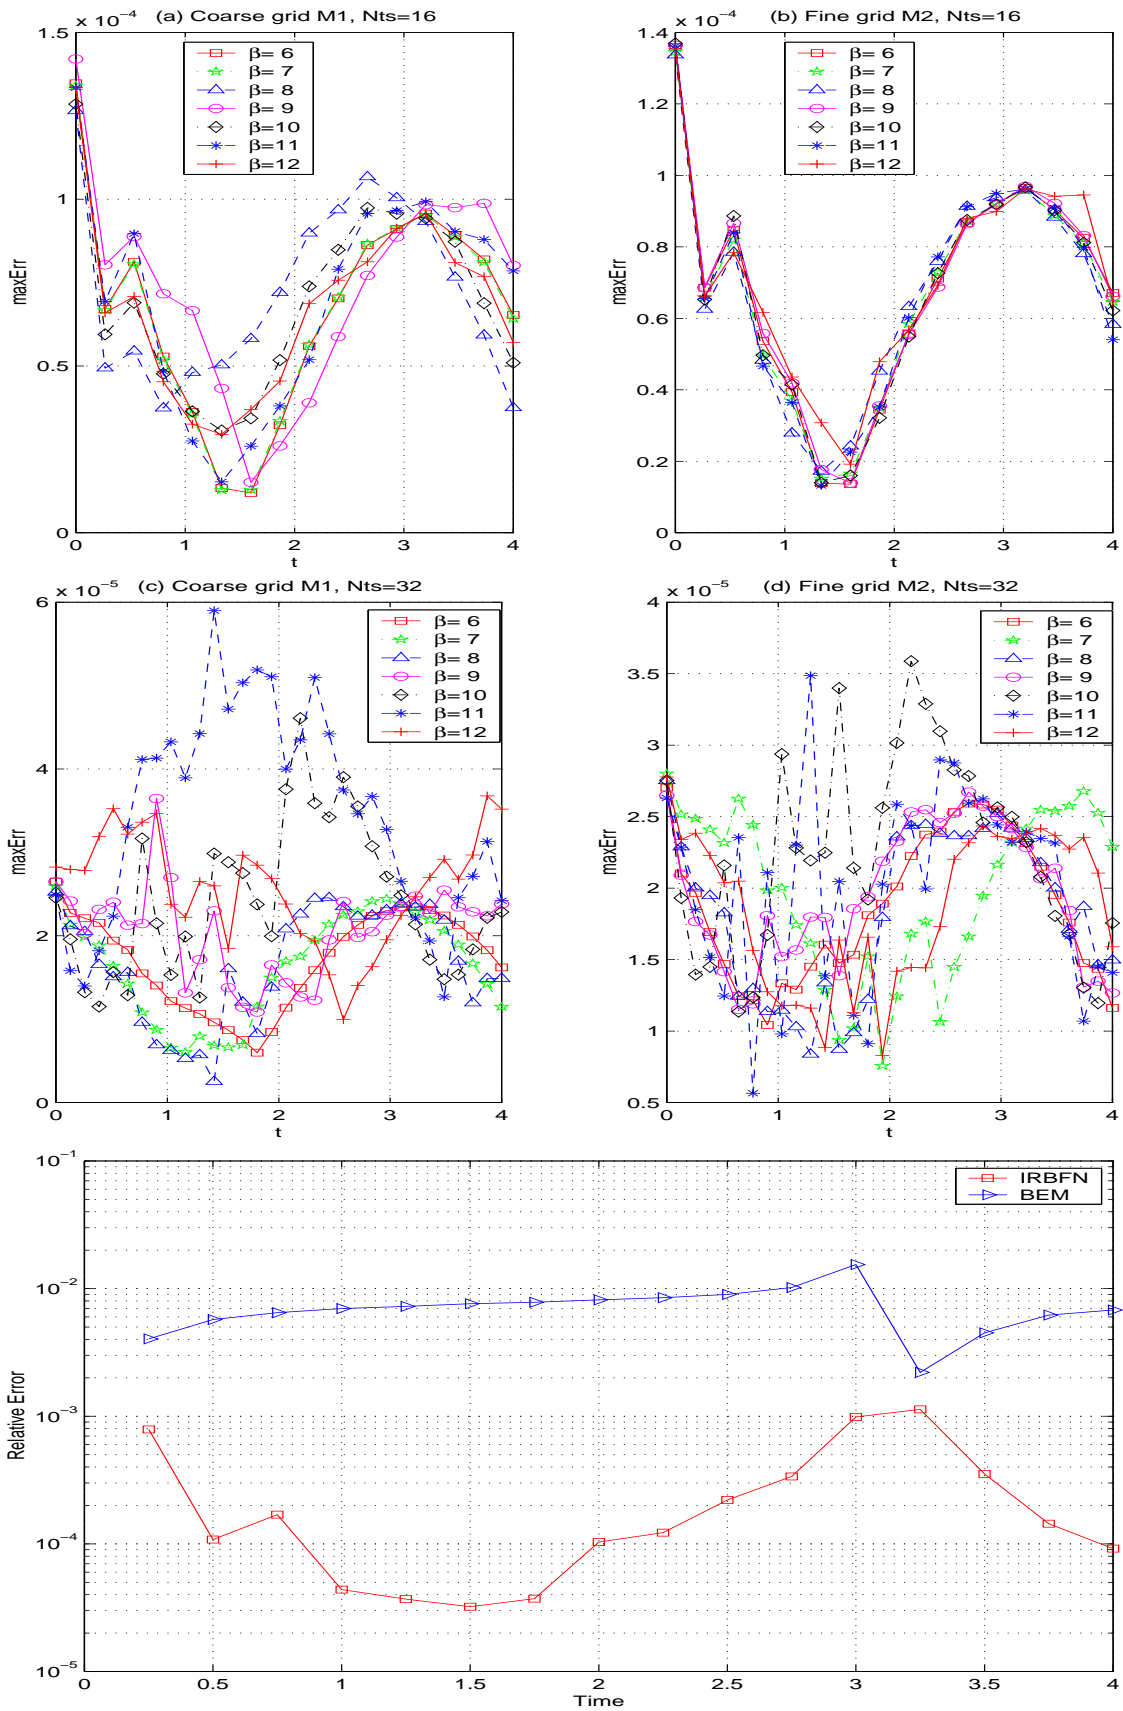 x 10⁻⁴ (a) Coarse grid M1, Nts=16
1.5
1
0.5
0
maxErr
β= 6
β= 7
β= 8
β= 9
β=10
β=11
β=12
0 1 2 3 4
t
x 10⁻⁴ (b) Fine grid M2, Nts=16
1.4
1.2
1
0.8
0.6
0.4
0.2
0
maxErr
β= 6
β= 7
β= 8
β= 9
β=10
β=11
β=12
0 1 2 3 4
t
x 10⁻⁵ (c) Coarse grid M1, Nts=32
6
4
2
0
maxErr
β= 6
β= 7
β= 8
β= 9
β=10
β=11
β=12
0 1 2 3 4
t
x 10⁻⁵ (d) Fine grid M2, Nts=32
4
3.5
3
2.5
2
1.5
1
0.5
maxErr
β= 6
β= 7
β= 8
β= 9
β=10
β=11
β=12
0 1 2 3 4
t
10⁻¹
10⁻²
10⁻³
10⁻⁴
10⁻⁵
Relative Error
IRBFN
BEM
0 0.5 1 1.5 2 2.5 3 3.5 4
Time